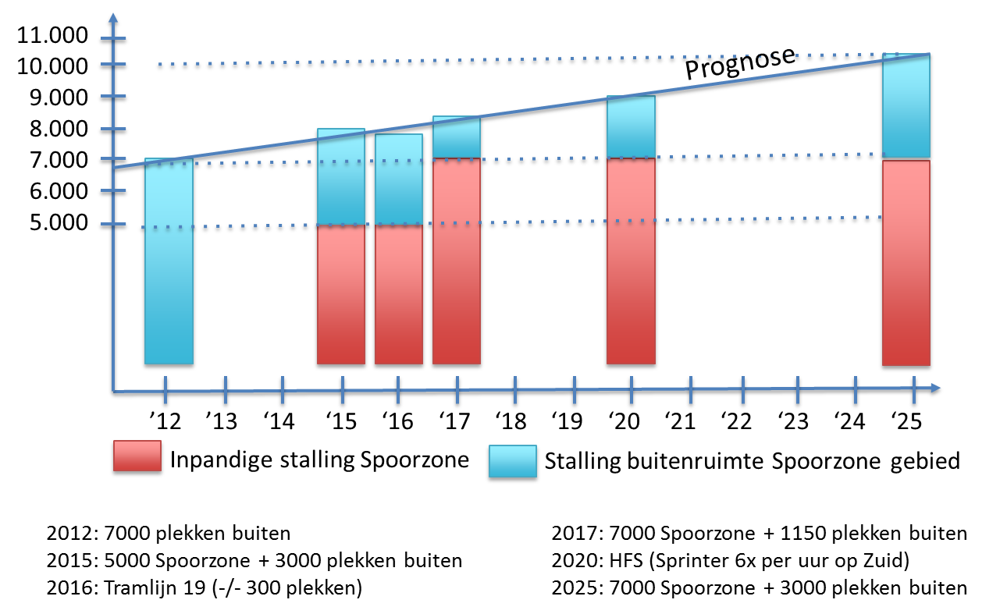 11.000
10.000
9.000
8.000
7.000
6.000
5.000
Prognose
’12 ’13 ‘14 ‘15 ‘16 ‘17 ‘18 ‘19 ‘20 ‘21 ‘22 ‘23 ‘24 ‘25
Inpandige stalling Spoorzone
Stalling buitenruimte Spoorzone gebied
2012: 7000 plekken buiten
2015: 5000 Spoorzone + 3000 plekken buiten
2016: Tramlijn 19 (-/- 300 plekken)
2017: 7000 Spoorzone + 1150 plekken buiten
2020: HFS (Sprinter 6x per uur op Zuid)
2025: 7000 Spoorzone + 3000 plekken buiten